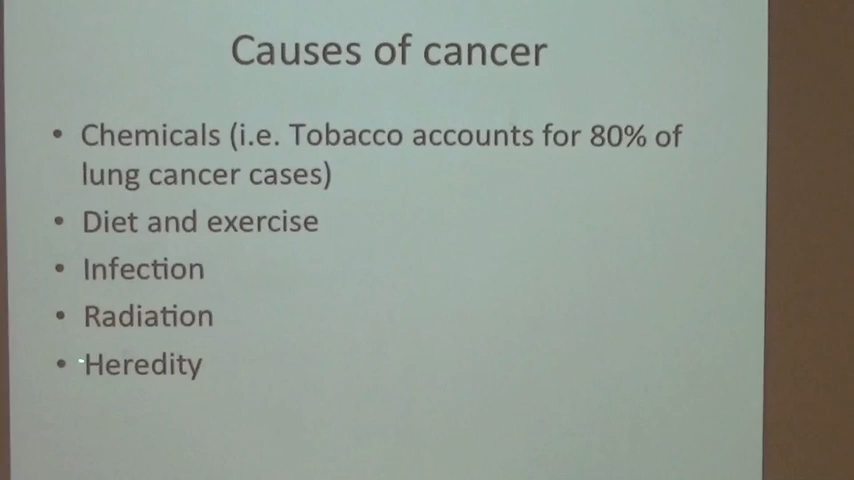 Causes of cancer
• Chemicals (i.e. Tobacco accounts for 80% of
lung cancer cases)
• Diet and exercise
• Infection
• Radiation
• Heredity